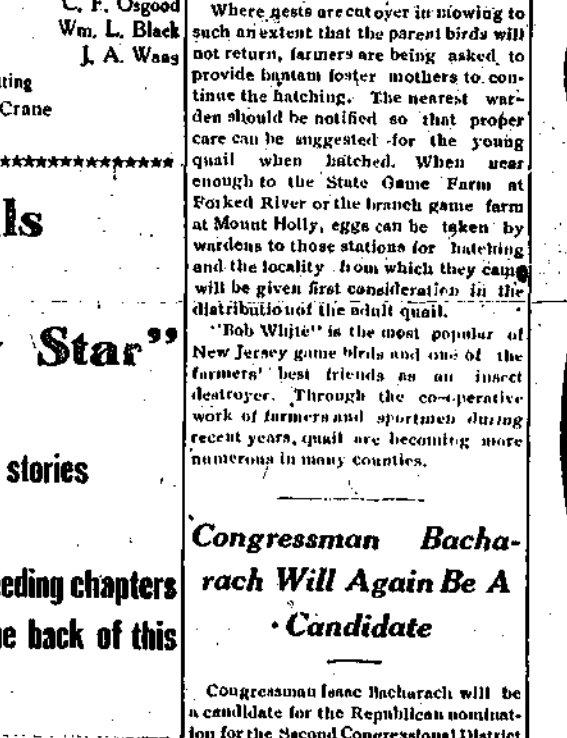 C. F. Osgood
Wm. L. Black
J. A. Waas
ting
Crane
ls
Star”
stories
eding chapters
e back of this
Where nests are cut over in mowing to
such an extent that the parent birds will
not return, farmers are being asked to
provide bantam foster mothers to con-
tinue the hatching. The nearest war-
den should be notified so that proper
care can be suggested for the young
quail when hatched. When near
enough to the State Game Farm at
Forked River or the branch game farm
at Mount Holly, eggs can be taken by
wardens to those stations for hatching
and the locality from which they came
will be given first consideration in the
distribution of the adult quail.
"Bob White" is the most popular of
New Jersey game birds and one of the
farmers' best friends as an insect
destroyer. Through the co-operative
work of farmers and sportmen during
recent years, quail are becoming more
numerous in many counties.
Congressman Bacha-
rach Will Again Be A
Candidate
Congressman Isaac Bacharach will be
a candidate for the Republican nominat-
ion for the Second Congressional District